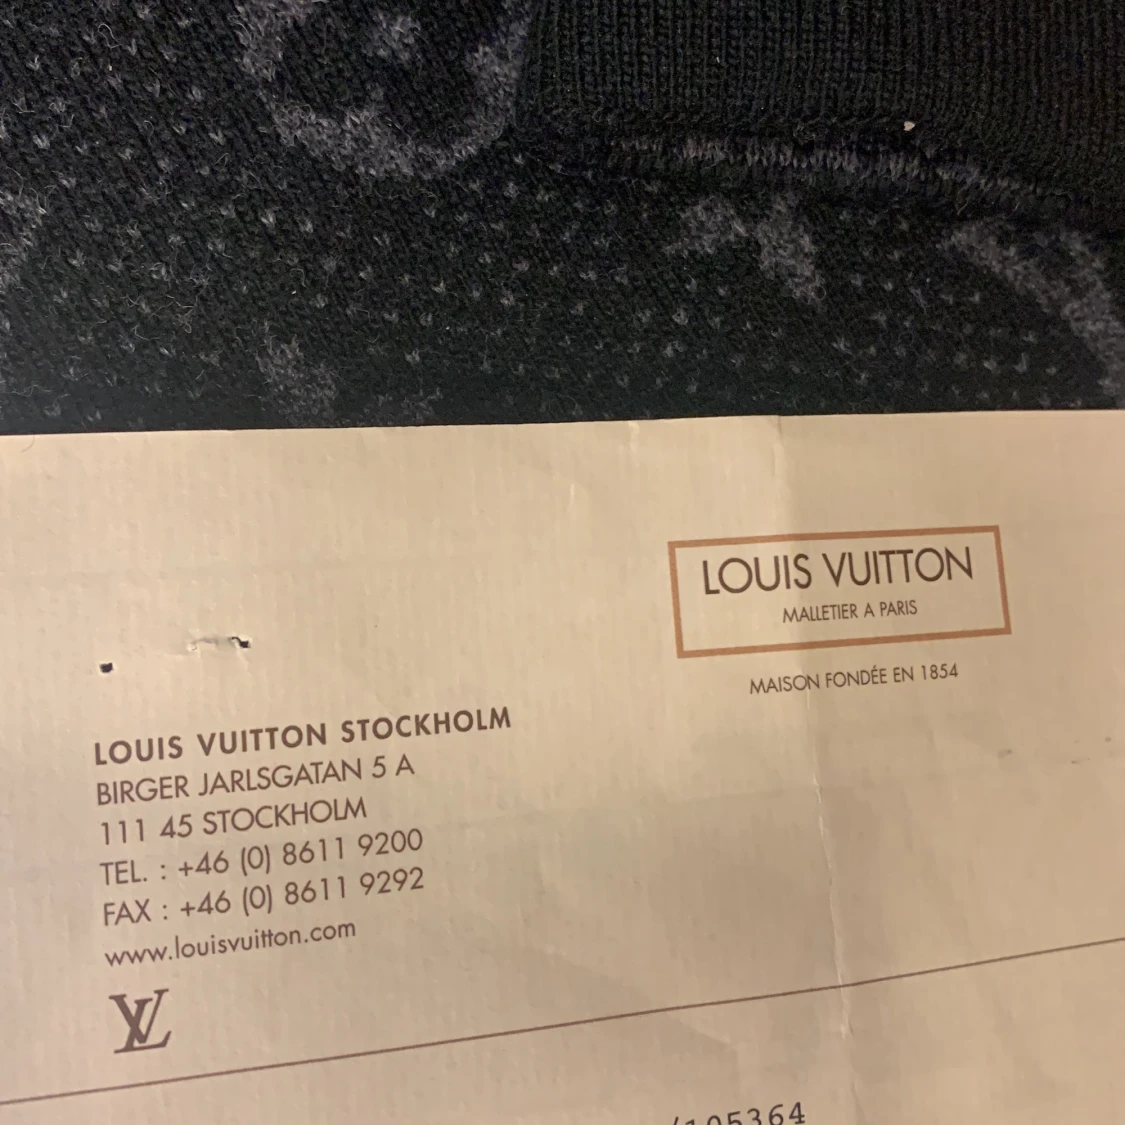 LOUIS VUITTON
MALLETIER A PARIS
MAISON FONDÉE EN 1854
LOUIS VUITTON STOCKHOLM
BIRGER JARLSGATAN 5 A
111 45 STOCKHOLM
TEL. : +46 (0) 8611 9200
FAX : +46 (0) 8611 9292
www.louisvuitton.com
LV
/105364